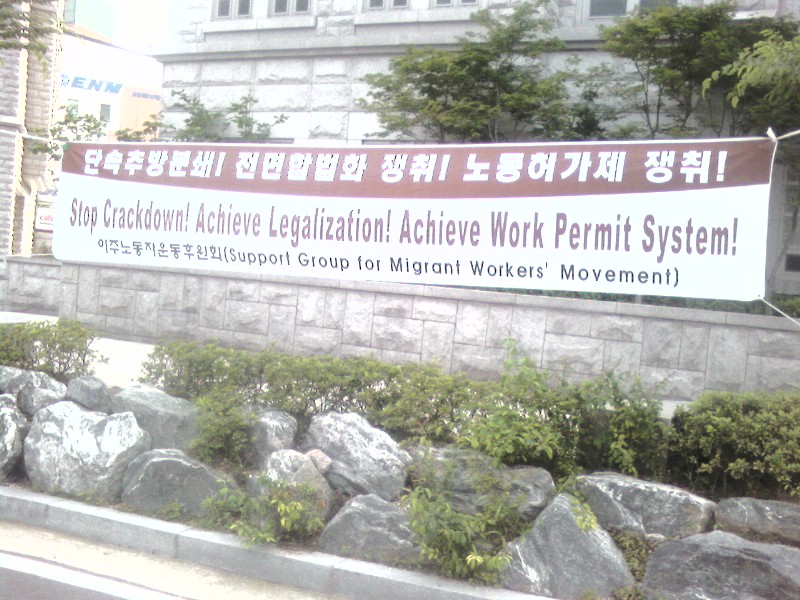 ENM
단속추방분쇄! 전면합법화 쟁취! 노동허가제 쟁취!
Stop Crackdown! Achieve Legalization! Achieve Work Permit System!
이주노동자운동후원회(Support Group for Migrant Workers' Movement)